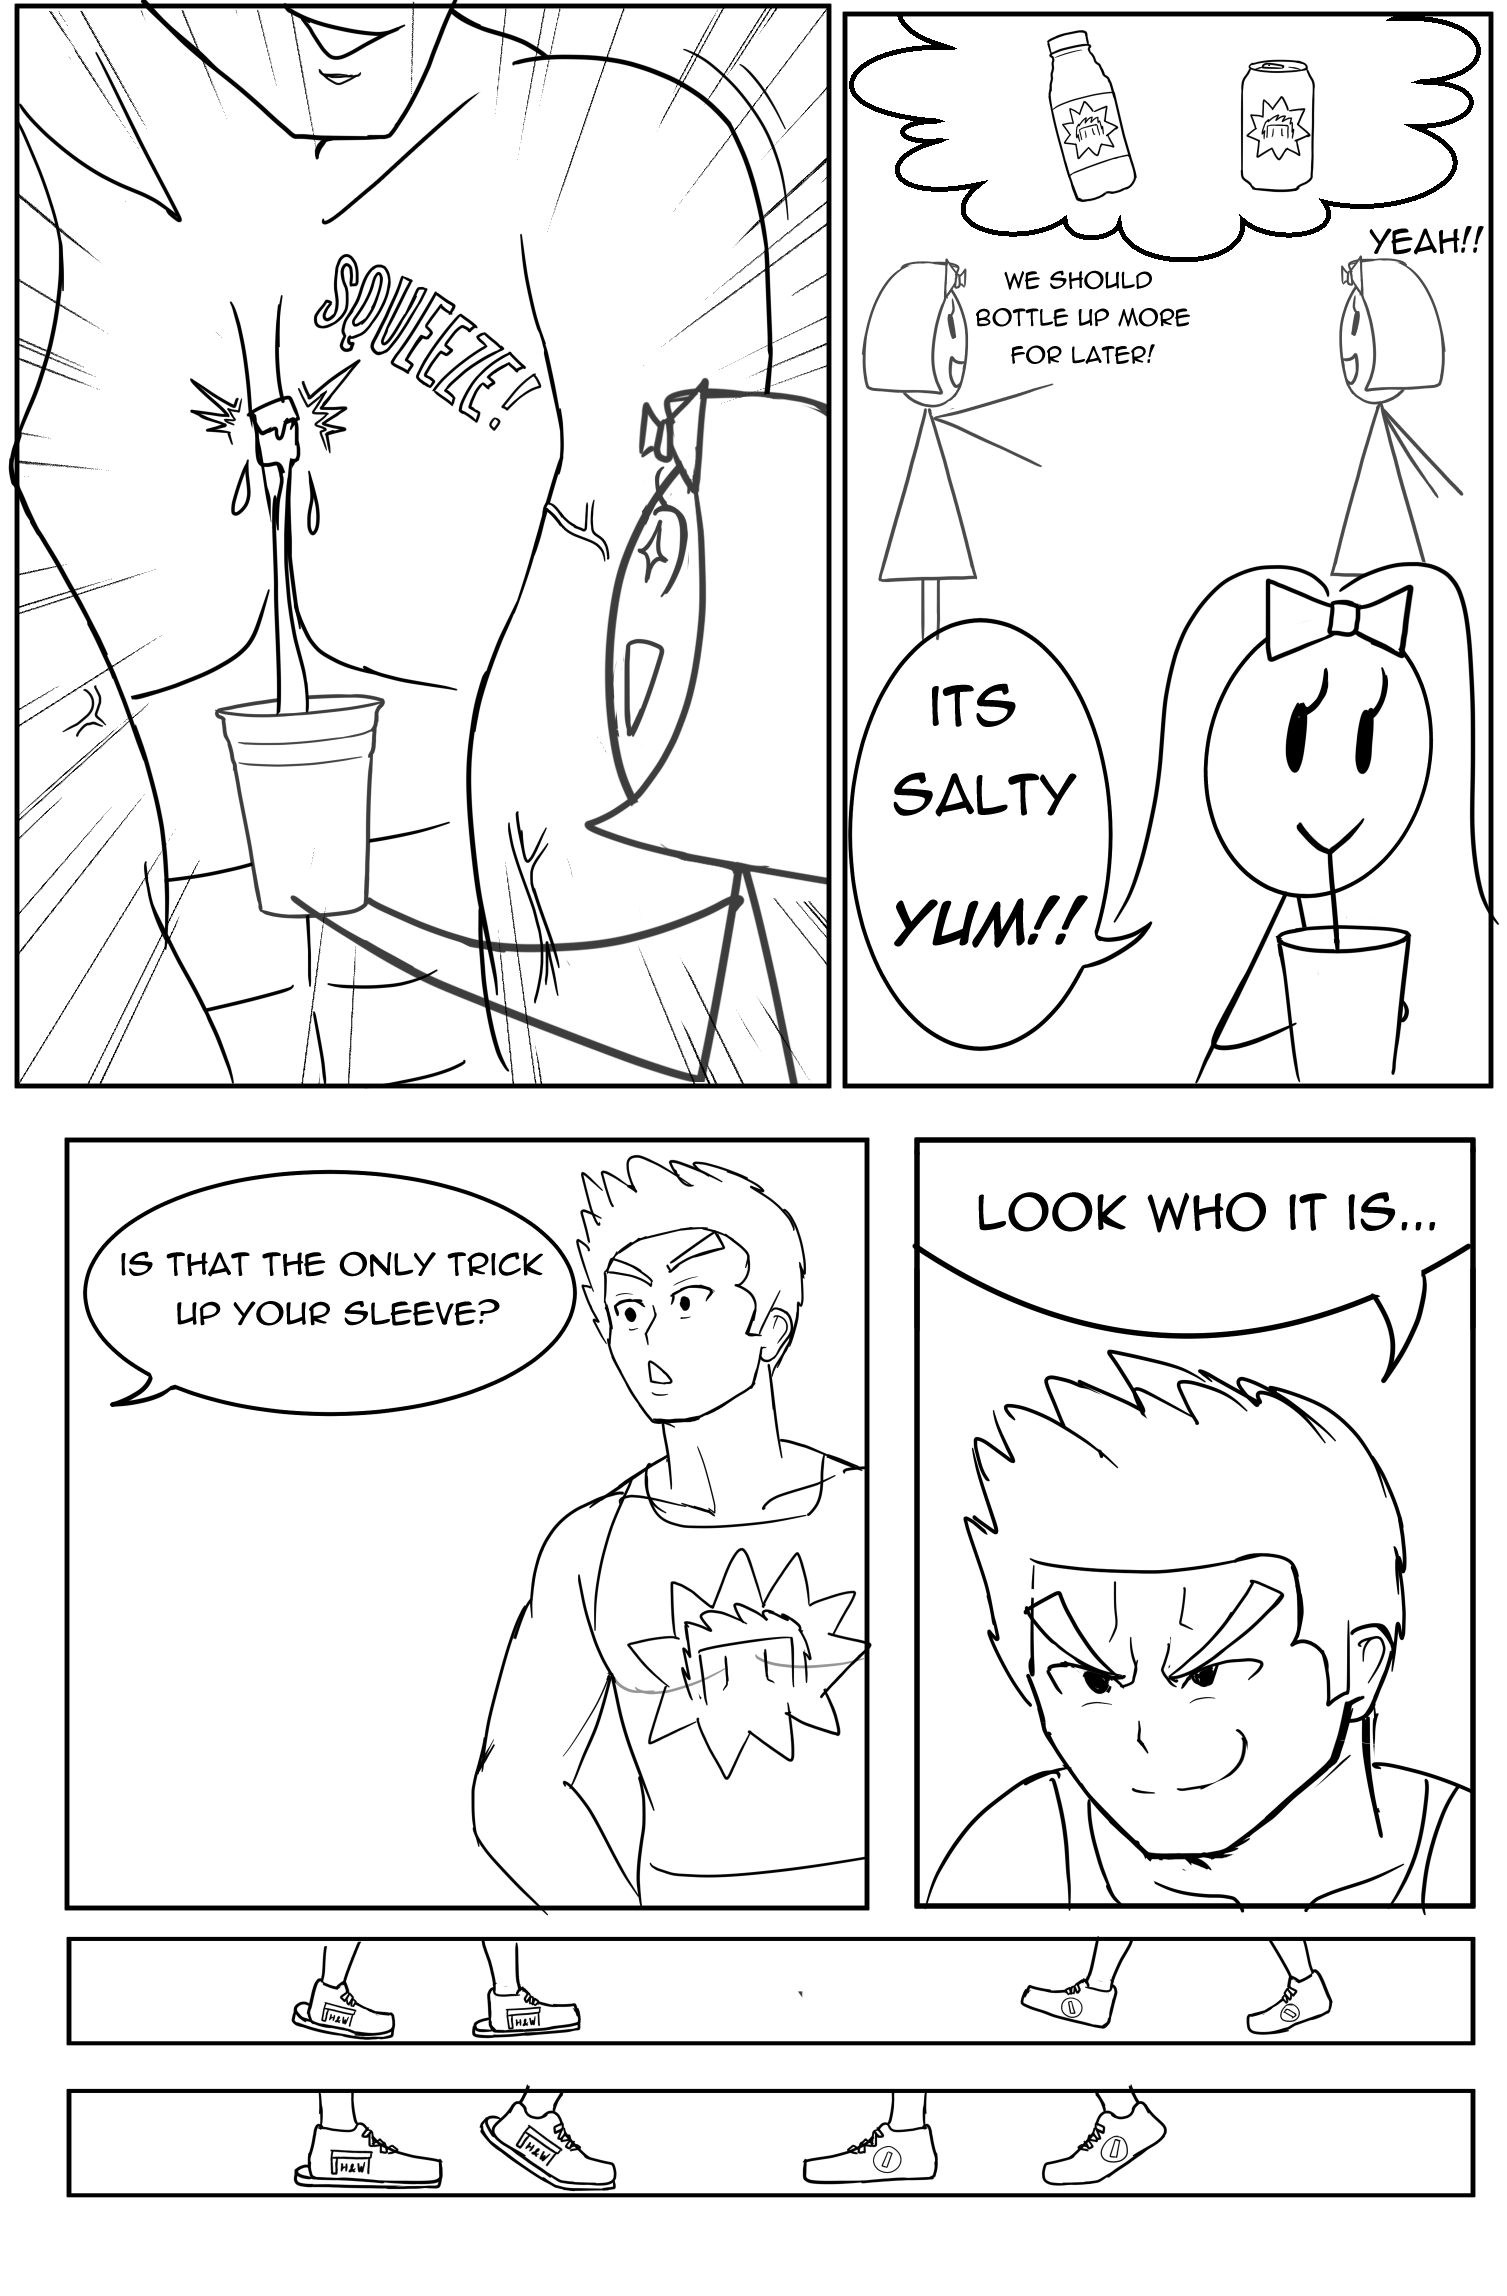 SQUEEZE!
YEAH!!
WE SHOULD
BOTTLE UP MORE
FOR LATER!
ITS
SALTY
YUM!!
IS THAT THE ONLY TRICK
UP YOUR SLEEVE?
LOOK WHO IT IS...
H&W
H&W
H&W
H&W